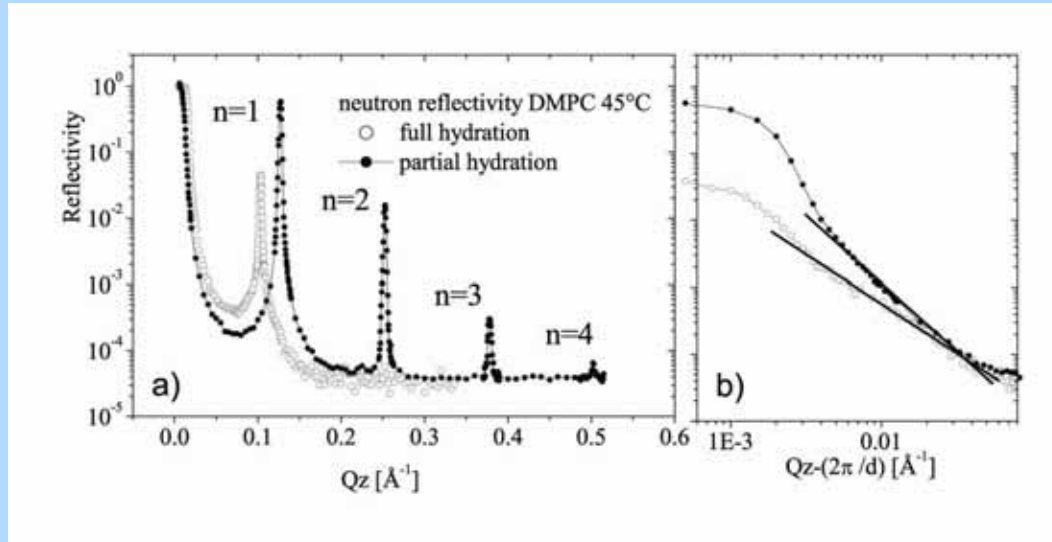 10⁰
10⁻¹
10⁻²
10⁻³
10⁻⁴
10⁻⁵
Reflectivity
n=1
neutron reflectivity DMPC 45°C
full hydration
partial hydration
n=2
n=3
n=4
a)
0.0 0.1 0.2 0.3 0.4 0.5 0.6
Qz [Å⁻¹]
b)
1E-3 0.01
Qz-(2π /d) [Å⁻¹]